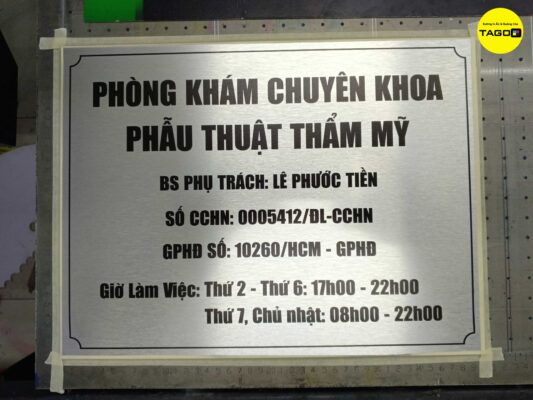 TAGO
PHÒNG KHÁM CHUYÊN KHOA
PHẪU THUẬT THẨM MỸ
BS PHỤ TRÁCH: LÊ PHƯỚC TIỀN
SỐ CCHN: 0005412/ĐL-CCHN
GPHĐ SỐ: 10260/HCM - GPHĐ
Giờ Làm Việc: Thứ 2 - Thứ 6: 17h00 - 22h00
Thứ 7, Chủ nhật: 08h00 - 22h00